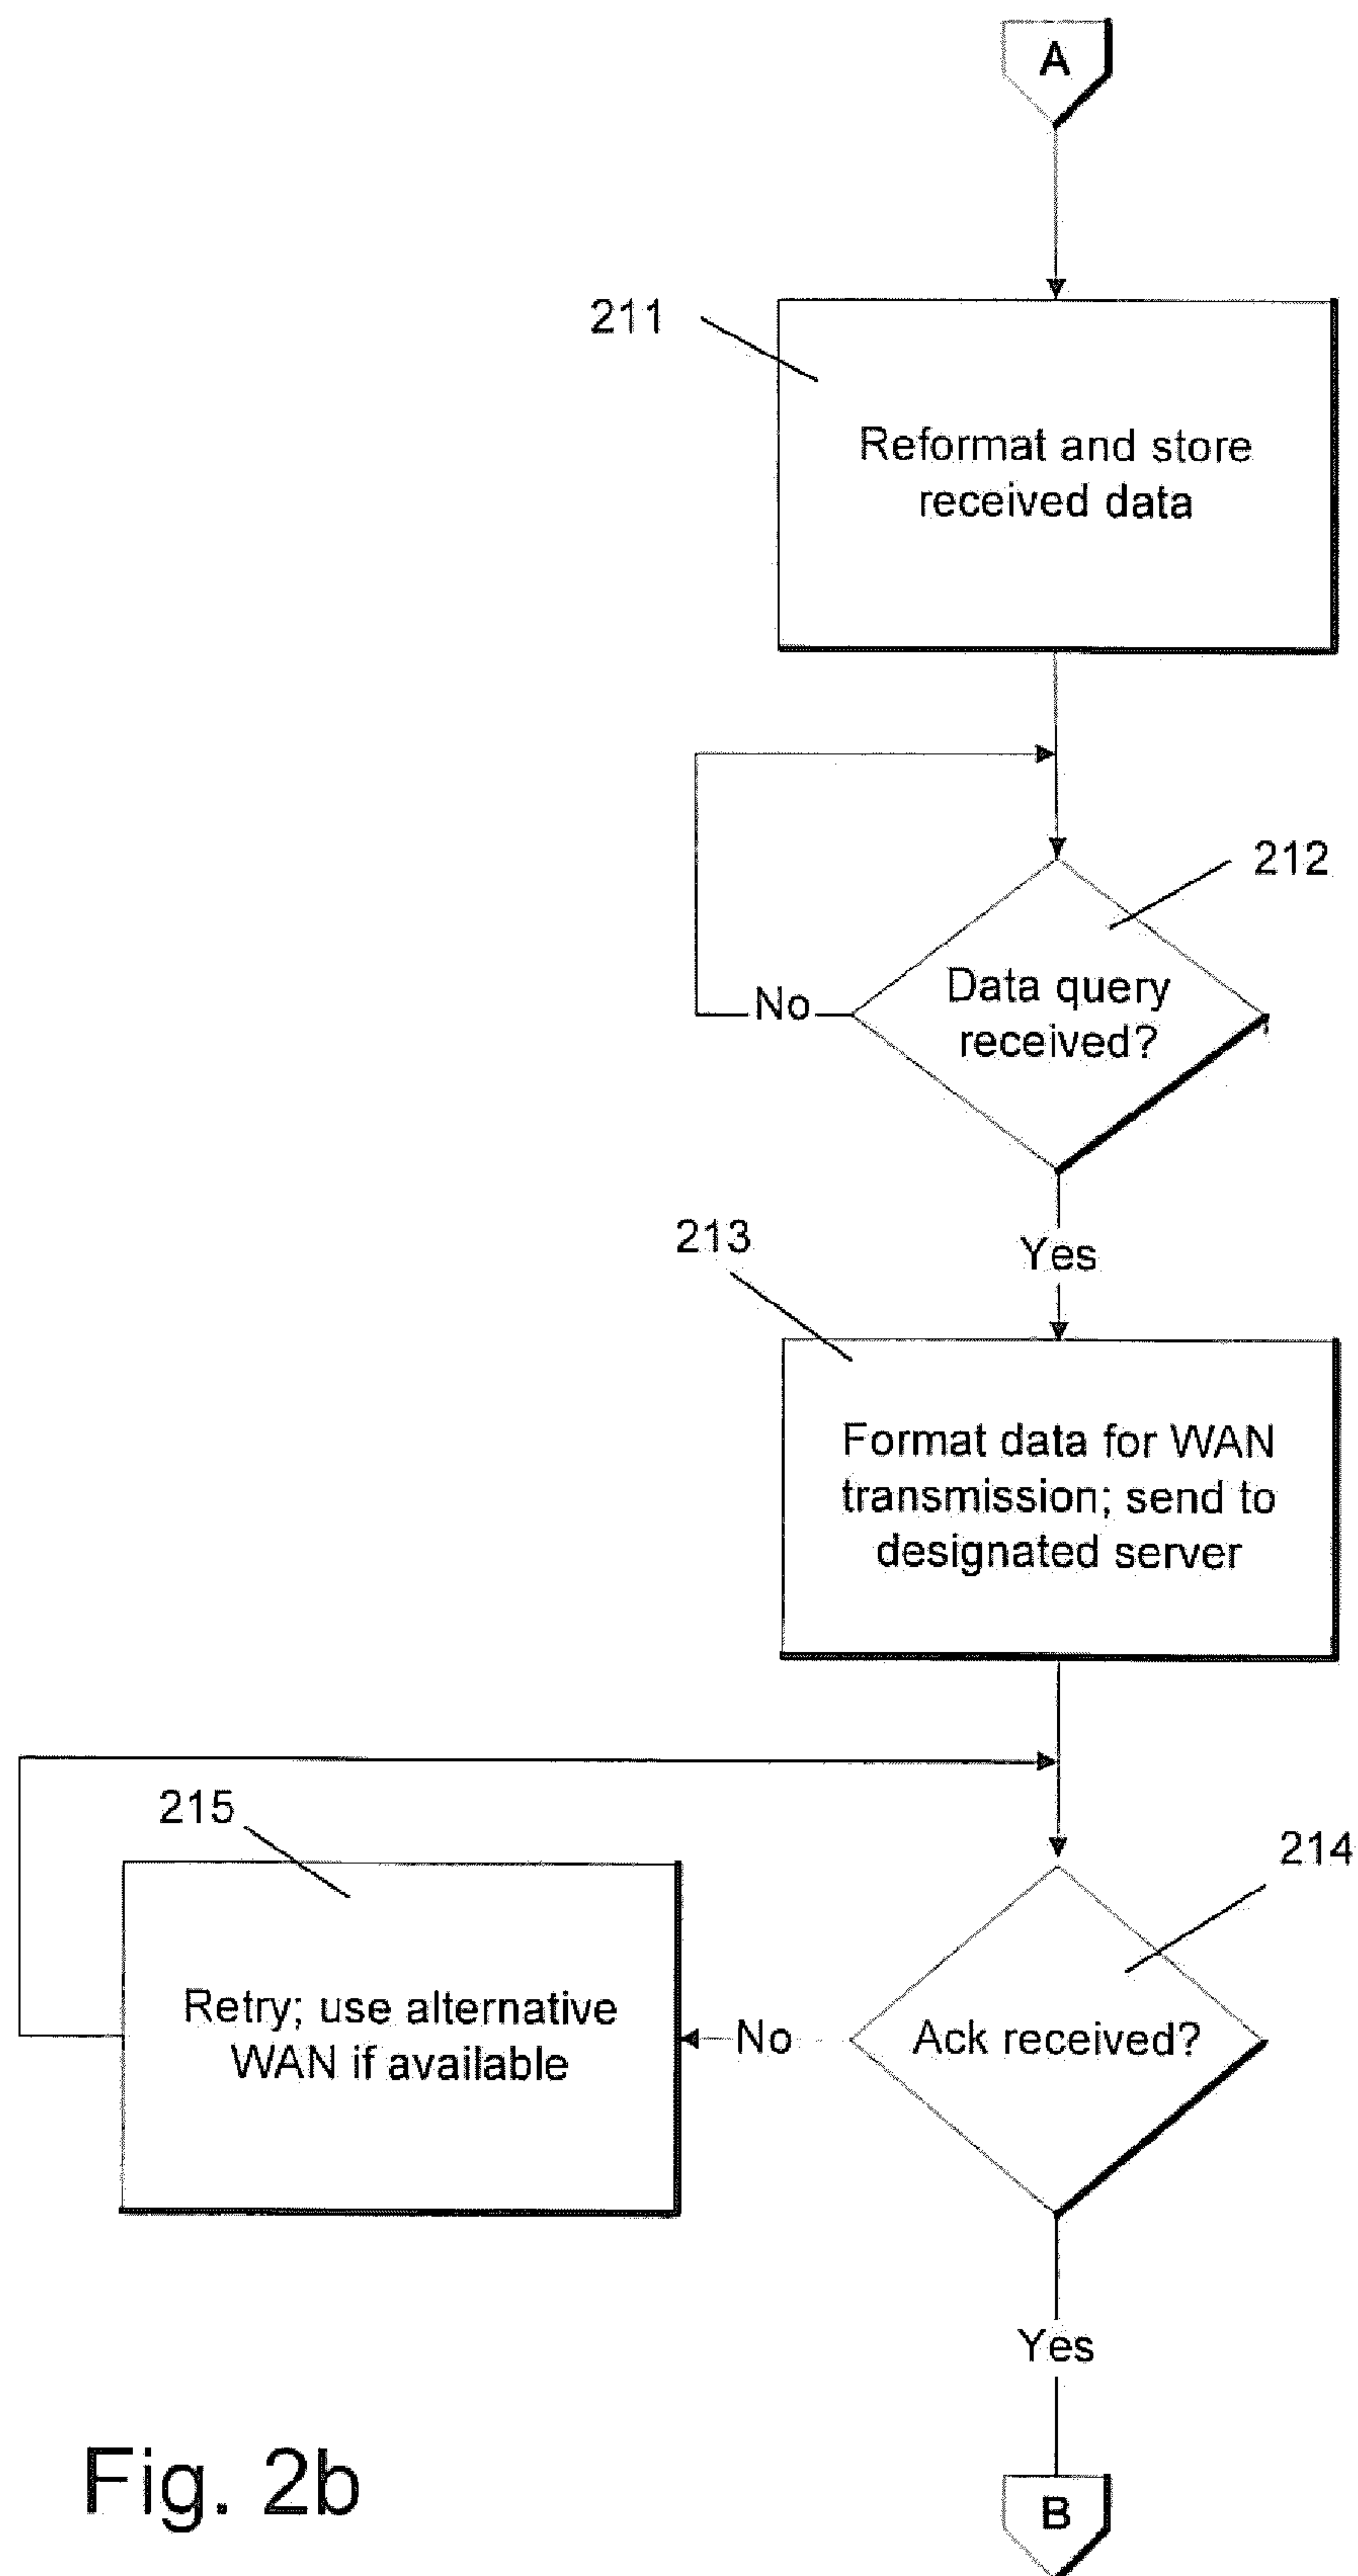 A
211
Reformat and store
received data
212
Data query
received?
No
Yes
213
Format data for WAN
transmission; send to
designated server
215
214
Retry; use alternative
WAN if available
No
Ack received?
Yes
Fig. 2b
B